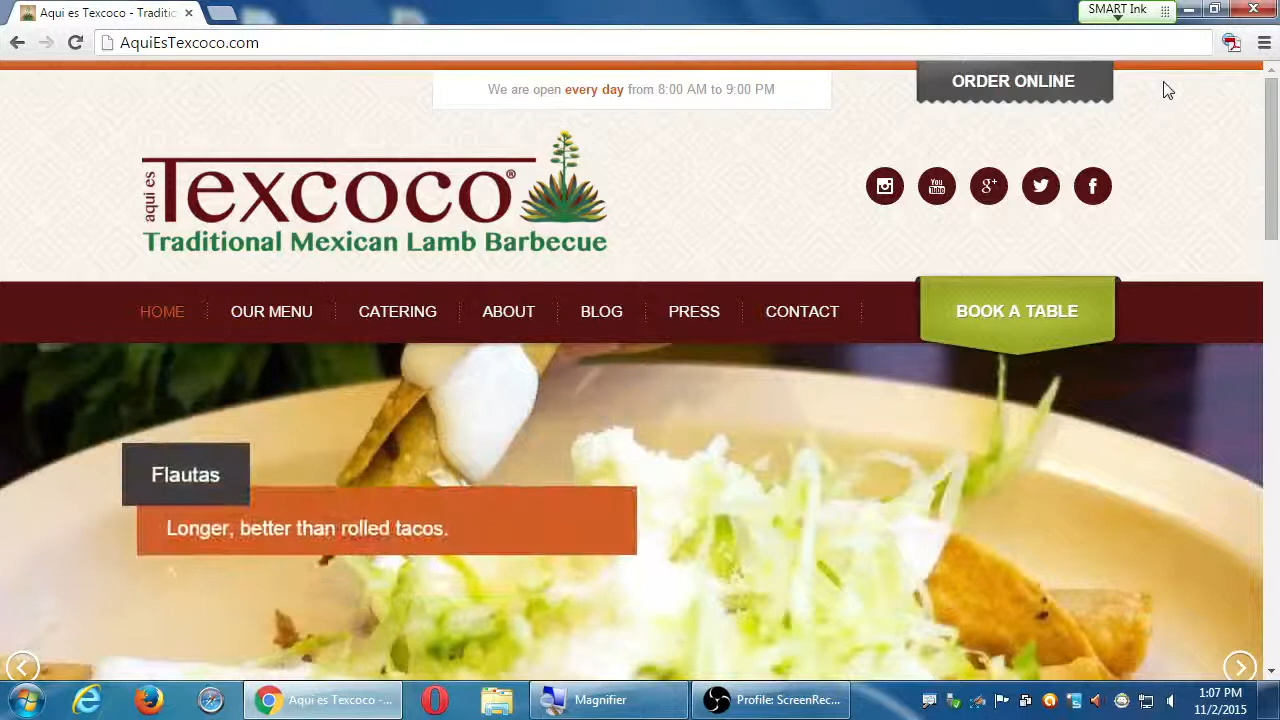 Aqui es Texcoco - Traditic
SMART Ink
AquiEsTexcoco.com
We are open every day from 8:00 AM to 9:00 PM
ORDER ONLINE
aqui es
Texcoco®
Traditional Mexican Lamb Barbecue
You Tube
g+
f
HOME
OUR MENU
CATERING
ABOUT
BLOG
PRESS
CONTACT
BOOK A TABLE
Flautas
Longer, better than rolled tacos.
Aqui es Texcoco -...
Magnifier
Profile: ScreenRec...
1:07 PM
11/2/2015